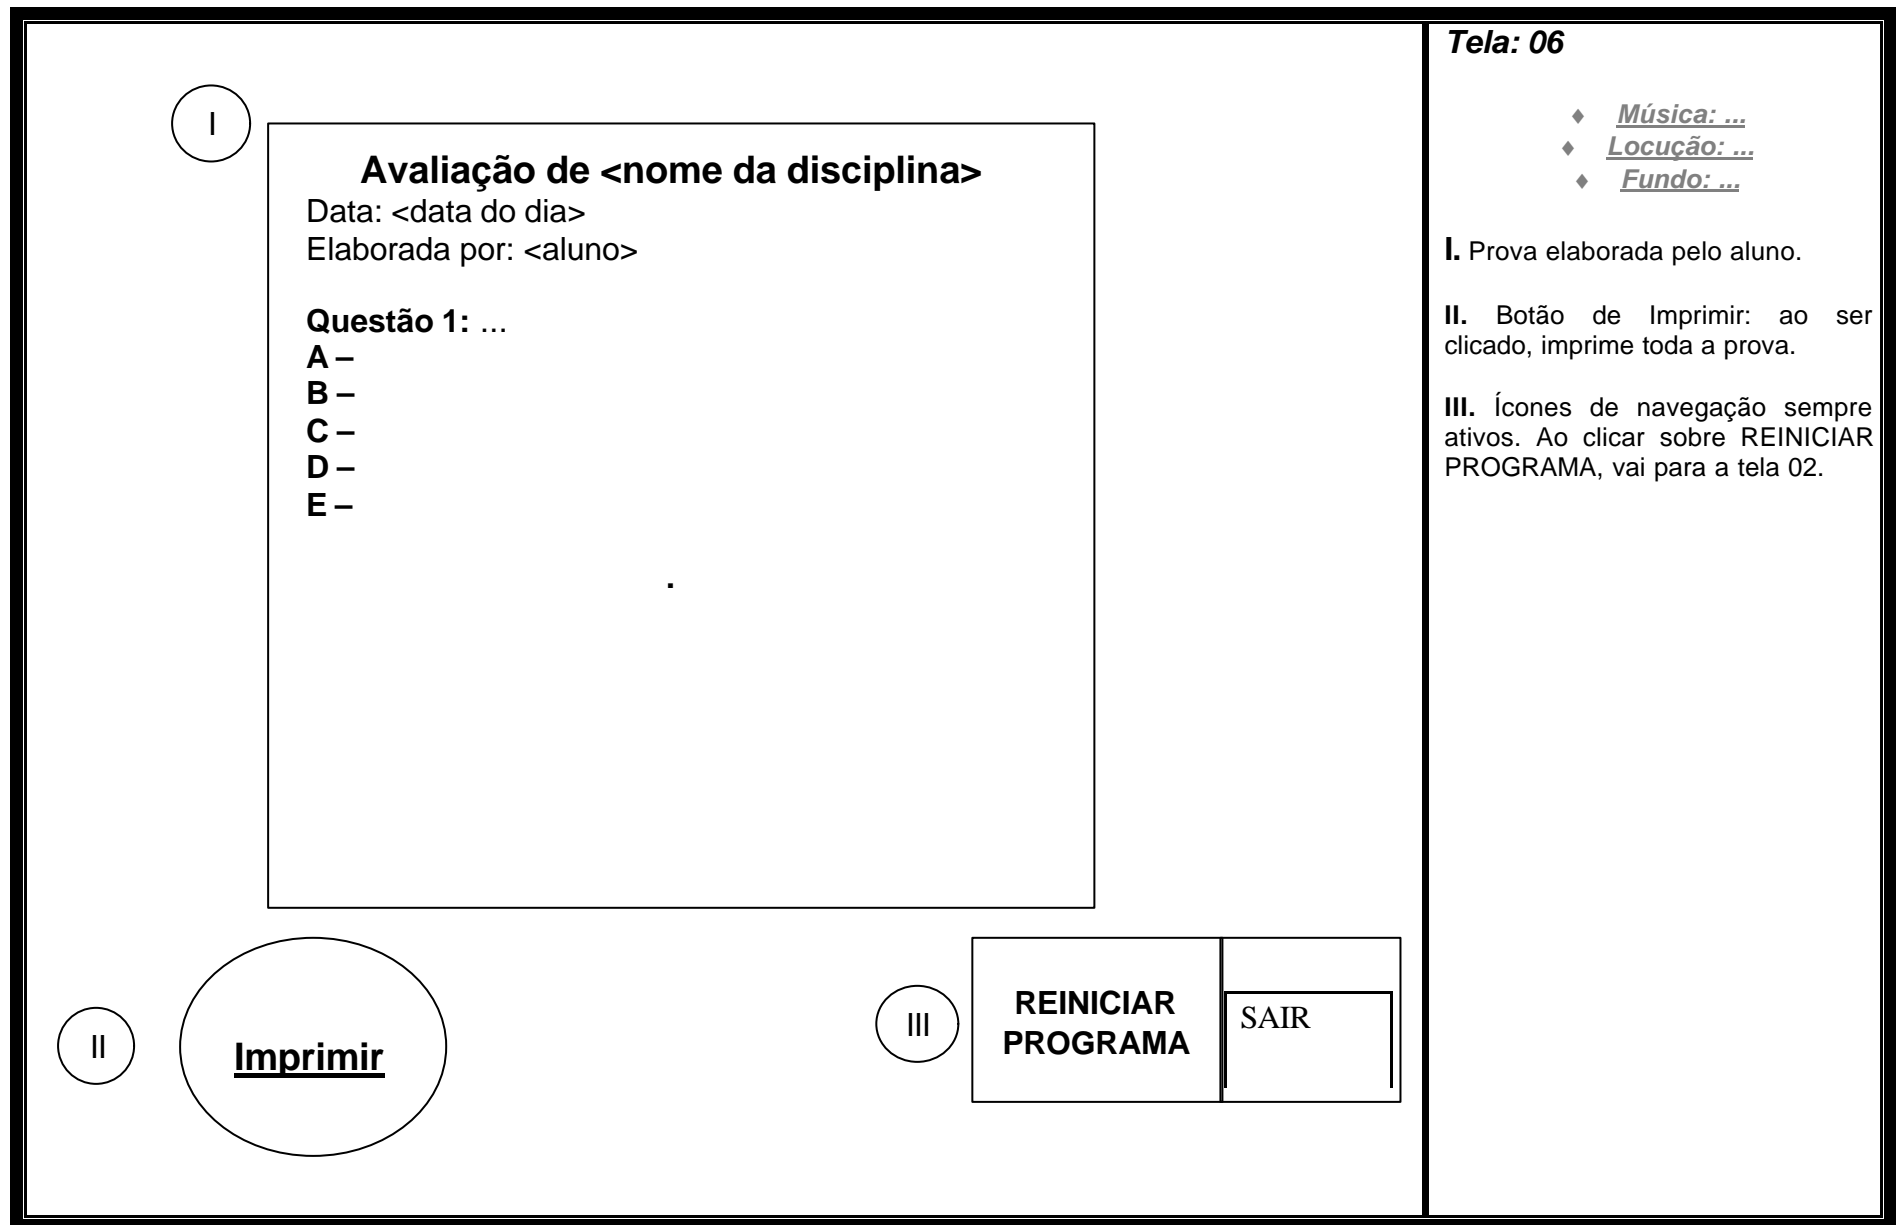 I
Avaliação de <nome da disciplina>
Data: <data do dia>
Elaborada por: <aluno>
Questão 1: ...
A –
B –
C –
D –
E –
.
II
Imprimir
III
REINICIAR
PROGRAMA
SAIR
Tela: 06
♦ Música: ...
♦ Locução: ...
♦ Fundo: ...
I. Prova elaborada pelo aluno.
II. Botão de Imprimir: ao ser
clicado, imprime toda a prova.
III. Ícones de navegação sempre
ativos. Ao clicar sobre REINICIAR
PROGRAMA, vai para a tela 02.